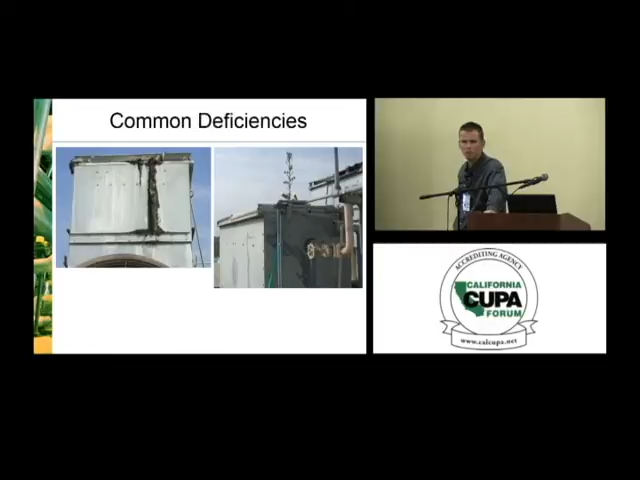 Common Deficiencies
ACCREDITING AGENCY
CALIFORNIA
CUPA
FORUM
www.calcupa.net